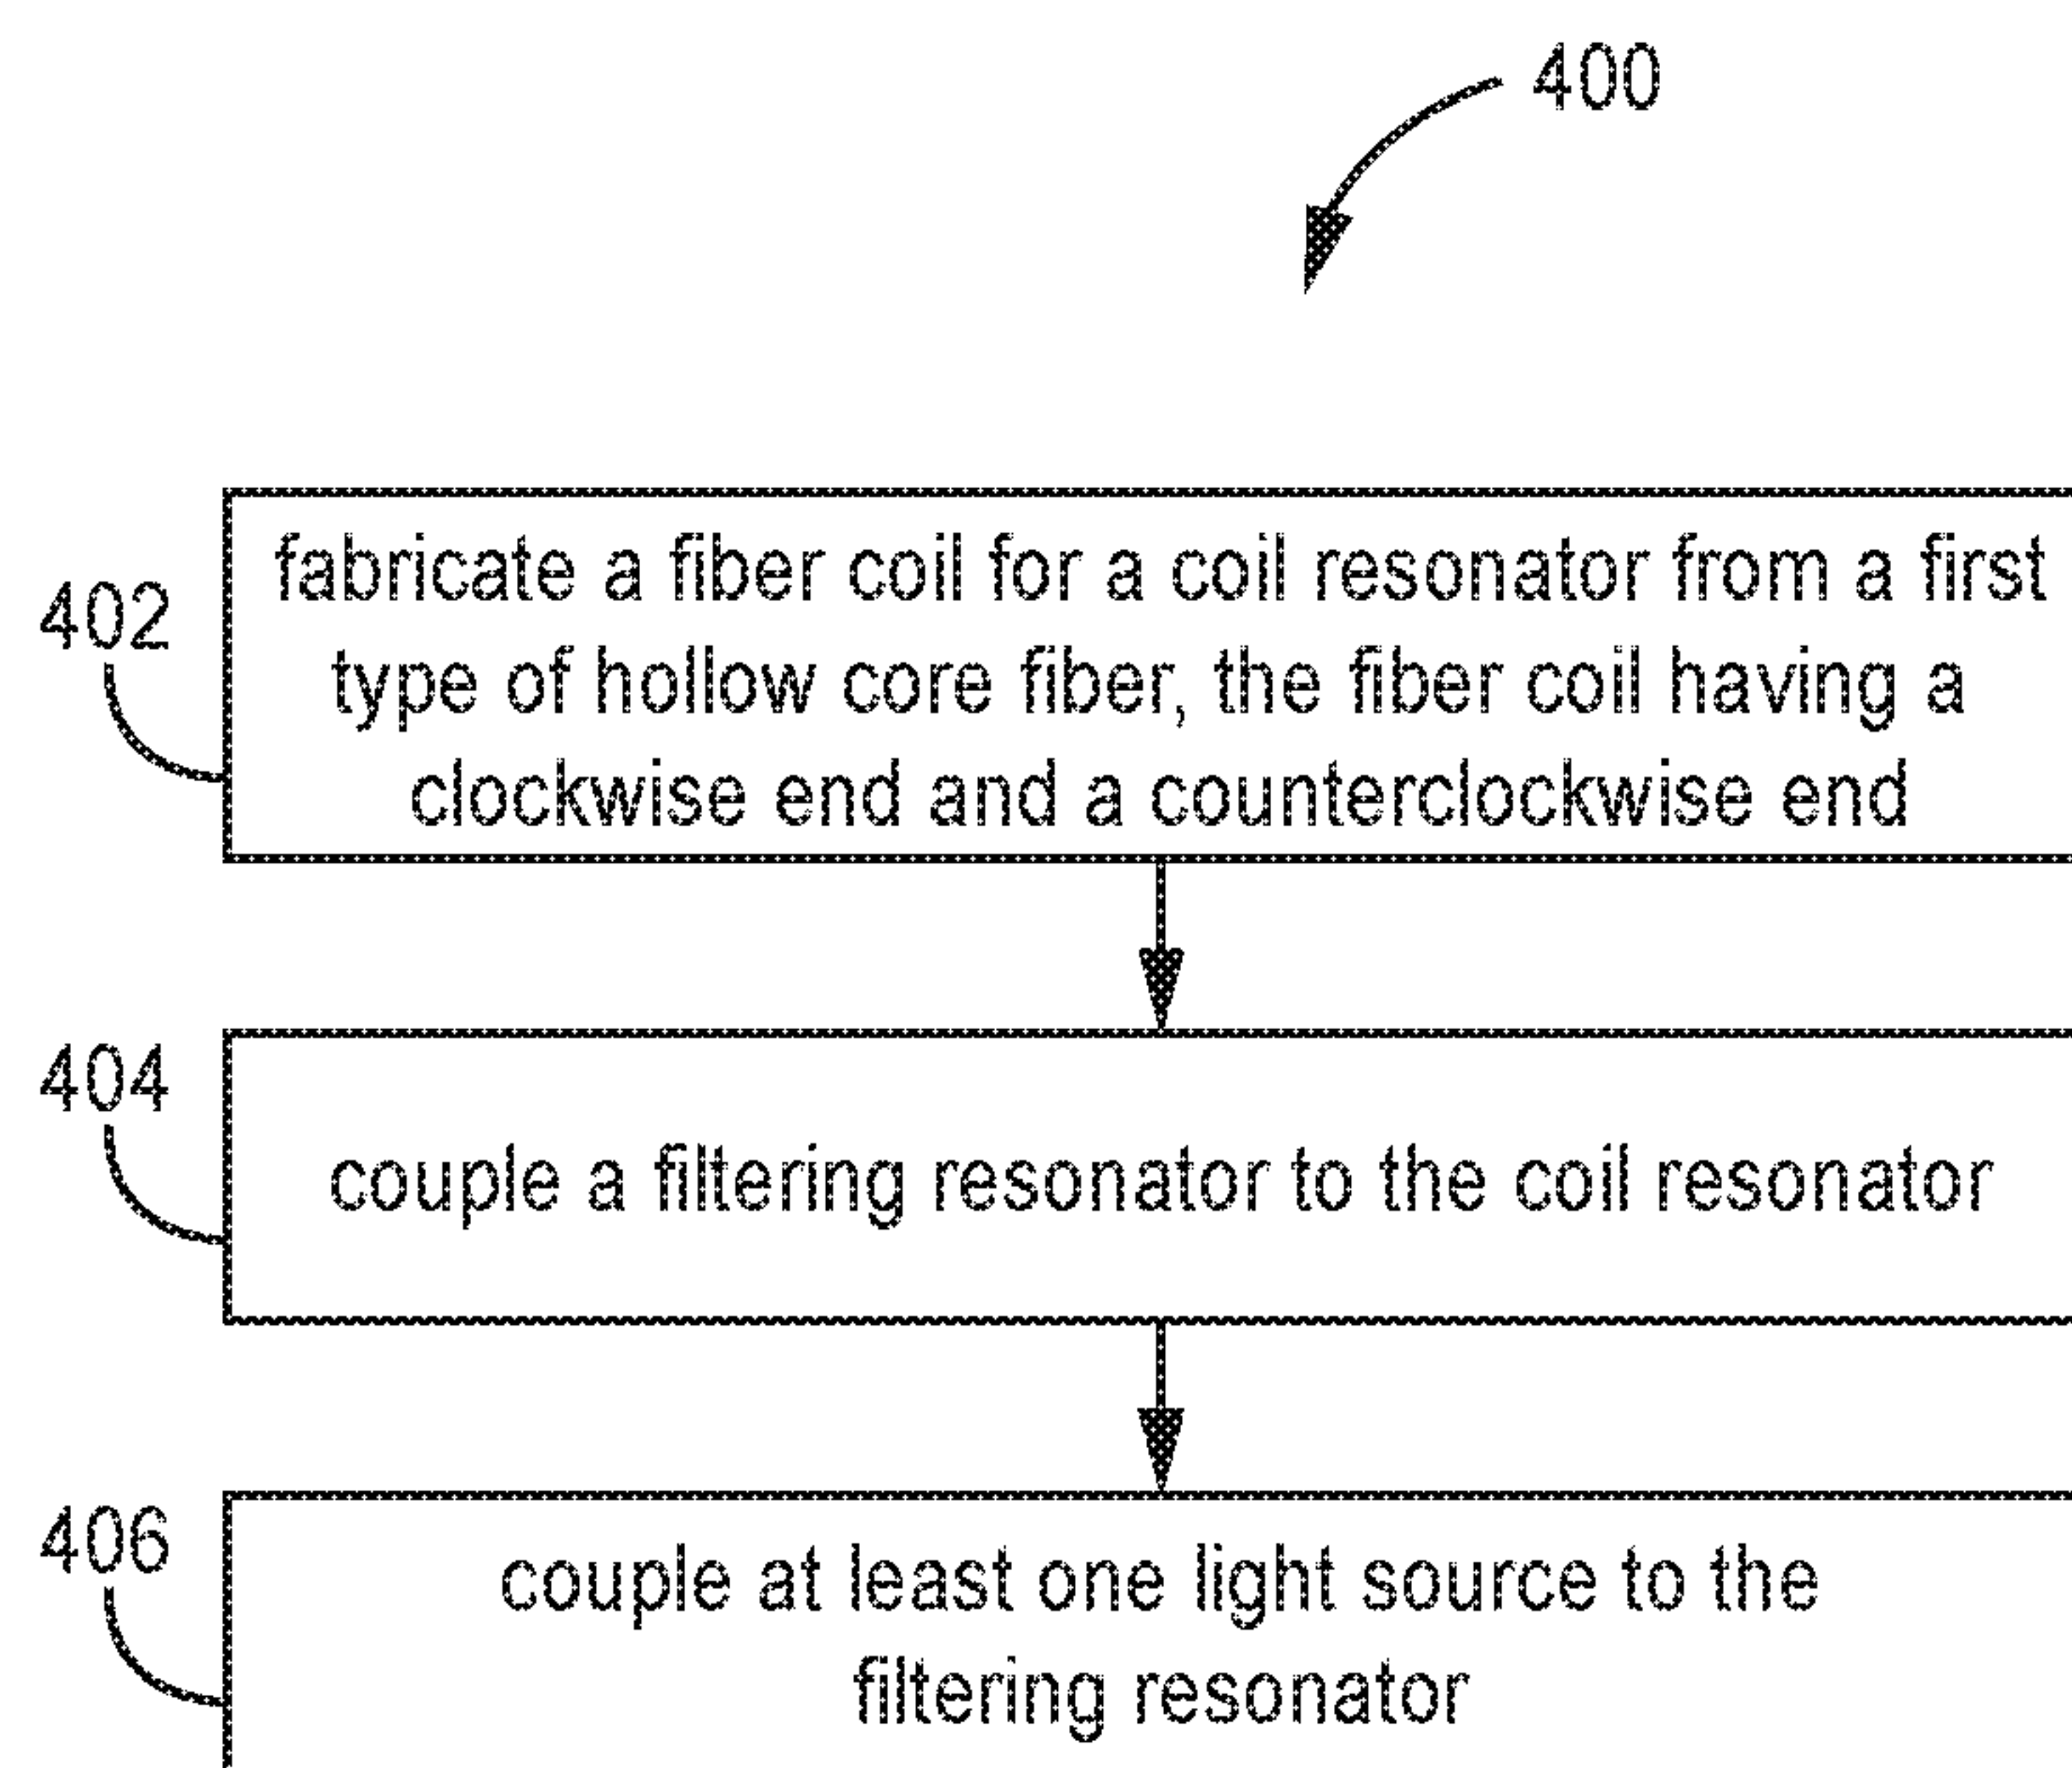 400
402
fabricate a fiber coil for a coil resonator from a first
type of hollow core fiber, the fiber coil having a
clockwise end and a counterclockwise end
404
couple a filtering resonator to the coil resonator
406
couple at least one light source to the
filtering resonator